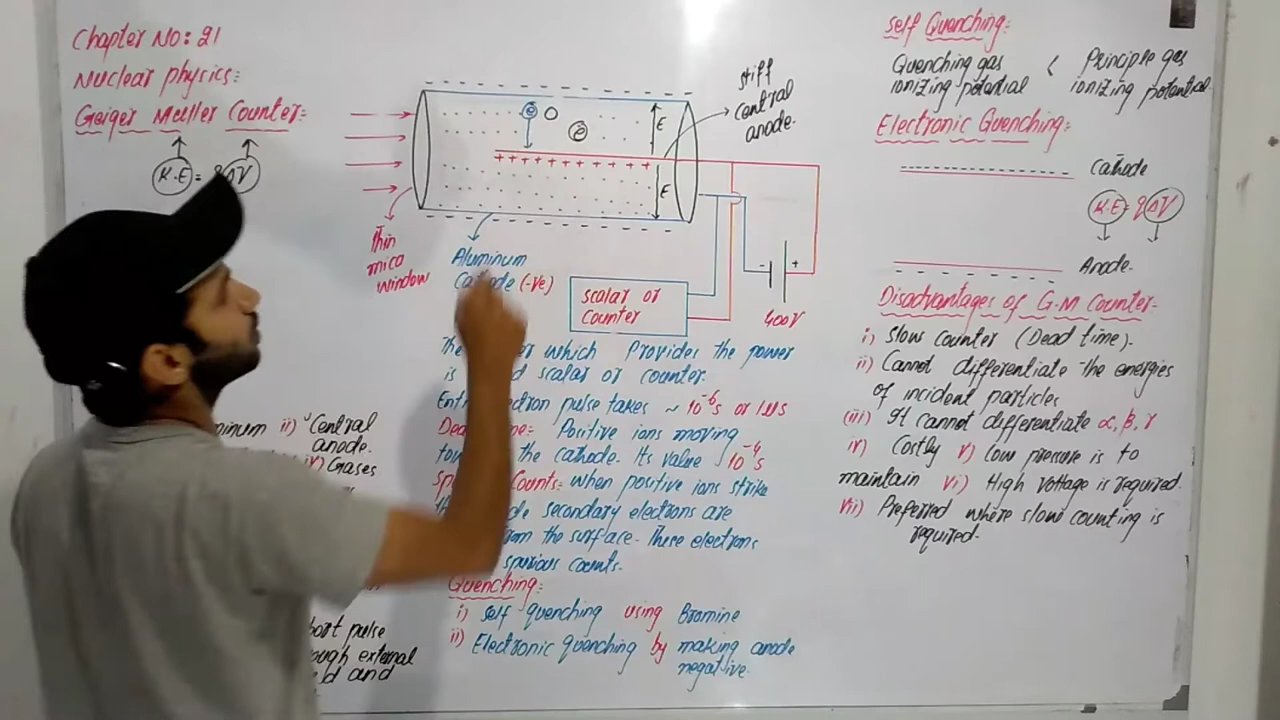 Chapter No: 21
Nuclear physics:
Geiger Muller Counter:
K.E = qΔV
Thin
mica
window
E
E
e
+ + + + + + + + + + +
stiff
central
anode.
Aluminum
(-ve)
scalar or
counter
- +
400V
which Provides the power
is scalar or counter.
pulse takes ~ 10⁻⁶s or 1μs
Positive ions moving
the cathode. Its value 10⁻⁴s
Counts: when positive ions strike
secondary electrons are
the surface. These electrons
spurious counts.
Quenching:
i) self quenching using Bromine
ii) Electronic quenching by making anode
negative.
ii) Central
anode.
iv) Gases
pulse
external
and
Self Quenching:
Quenching gas < Principle gas
ionizing potential ionizing potential
Electronic Quenching:
Cathode
K.E = qΔV
Anode.
Disadvantages of G.M Counter-
i) Slow counter (Dead time).
ii) Cannot differentiate the energies
of incident particles
(iii) It cannot differentiate α, β, γ
iv) Costly v) Low pressure is to
maintain vi) High Voltage is required.
vii) Preferred where slow counting is
required.